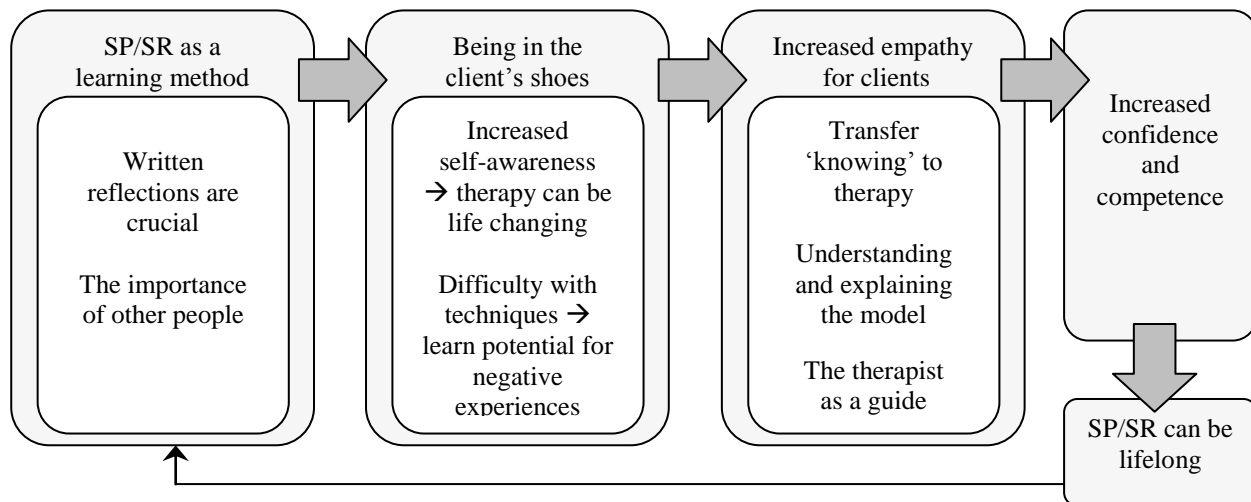 SP/SR as a
learning method
Written
reflections are
crucial
The importance
of other people
Being in the
client’s shoes
Increased
self-awareness
→ therapy can be
life changing
Difficulty with
techniques →
learn potential for
negative
experiences
Increased empathy
for clients
Transfer
‘knowing’ to
therapy
Understanding
and explaining
the model
The therapist
as a guide
Increased
confidence
and
competence
SP/SR can be
lifelong